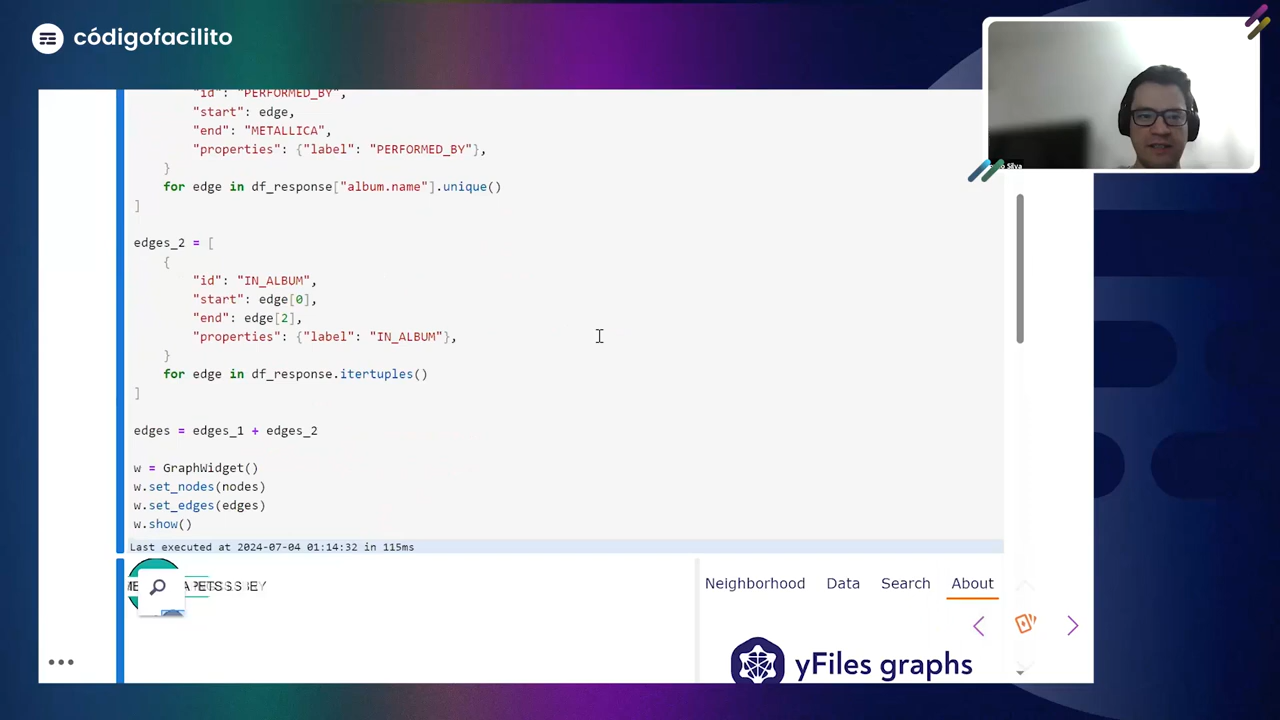 códigofacilito
"id": "PERFORMED_BY",
"start": edge,
"end": "METALLICA",
"properties": {"label": "PERFORMED_BY"},
}
for edge in df_response["album.name"].unique()
]
edges_2 = [
{
"id": "IN_ALBUM",
"start": edge[0],
"end": edge[2],
"properties": {"label": "IN_ALBUM"},
}
for edge in df_response.itertuples()
]
edges = edges_1 + edges_2
w = GraphWidget()
w.set_nodes(nodes)
w.set_edges(edges)
w.show()
Last executed at 2024-07-04 01:14:32 in 115ms
Neighborhood Data Search About
yFiles graphs
Silva